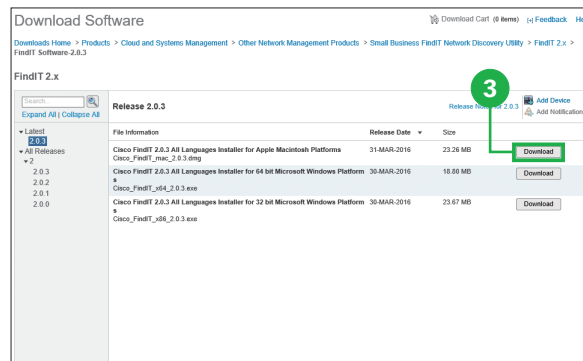 Download Software
Download Cart (0 items) [+] Feedback He
Downloads Home > Products > Cloud and Systems Management > Other Network Management Products > Small Business FindIT Network Discovery Utility > FindIT 2.x >
FindIT Software-2.0.3
FindIT 2.x
3
Search...
Expand All | Collapse All
Release 2.0.3
Release Notes for 2.0.3
Add Device
Add Notification
Latest
2.0.3
All Releases
2
2.0.3
2.0.2
2.0.1
2.0.0
File Information Release Date Size
Cisco FindIT 2.0.3 All Languages Installer for Apple Macintosh Platforms 31-MAR-2016 23.26 MB Download
Cisco_FindIT_mac_2.0.3.dmg
Cisco FindIT 2.0.3 All Languages Installer for 64 bit Microsoft Windows Platform 30-MAR-2016 18.80 MB Download
s
Cisco_FindIT_x64_2.0.3.exe
Cisco FindIT 2.0.3 All Languages Installer for 32 bit Microsoft Windows Platform 30-MAR-2016 23.67 MB Download
s
Cisco_FindIT_x86_2.0.3.exe